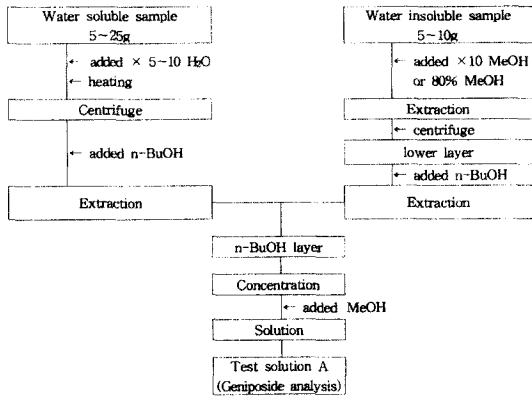 Water soluble sample
5~25g
← added × 5~10 H₂O
← heating
Centrifuge
← added n-BuOH
Extraction
Water insoluble sample
5~10g
← added ×10 MeOH
or 80% MeOH
Extraction
← centrifuge
lower layer
← added n-BuOH
Extraction
n-BuOH layer
Concentration
← added MeOH
Solution
Test solution A
(Geniposide analysis)